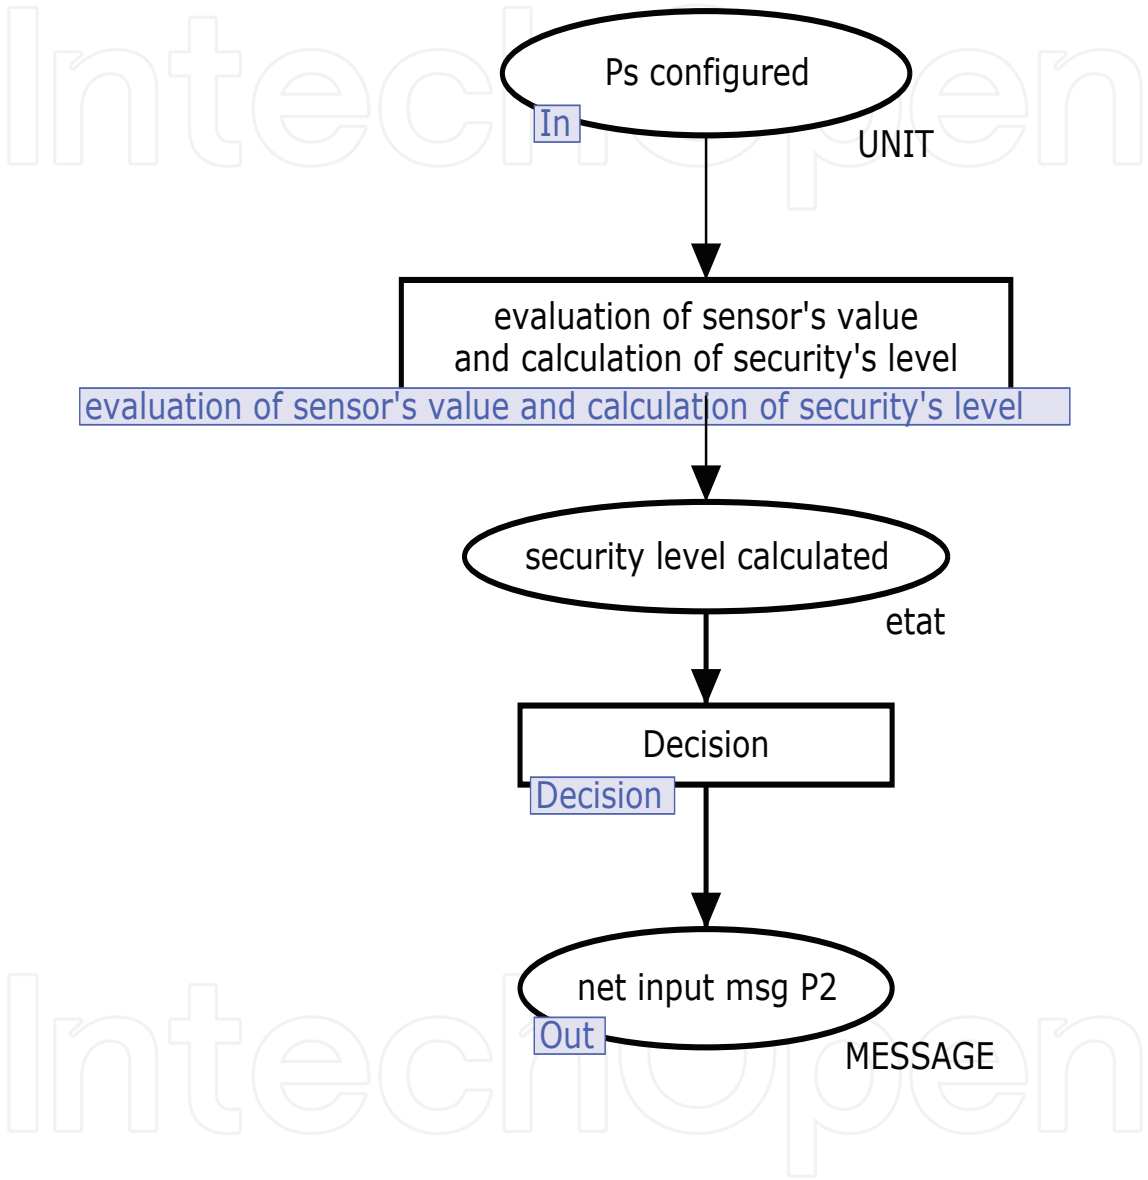 Intechopen
Ps configured
In
UNIT
evaluation of sensor's value
and calculation of security's level
evaluation of sensor's value and calculation of security's level
security level calculated
etat
Decision
Decision
net input msg P2
Out
MESSAGE
Intechopen